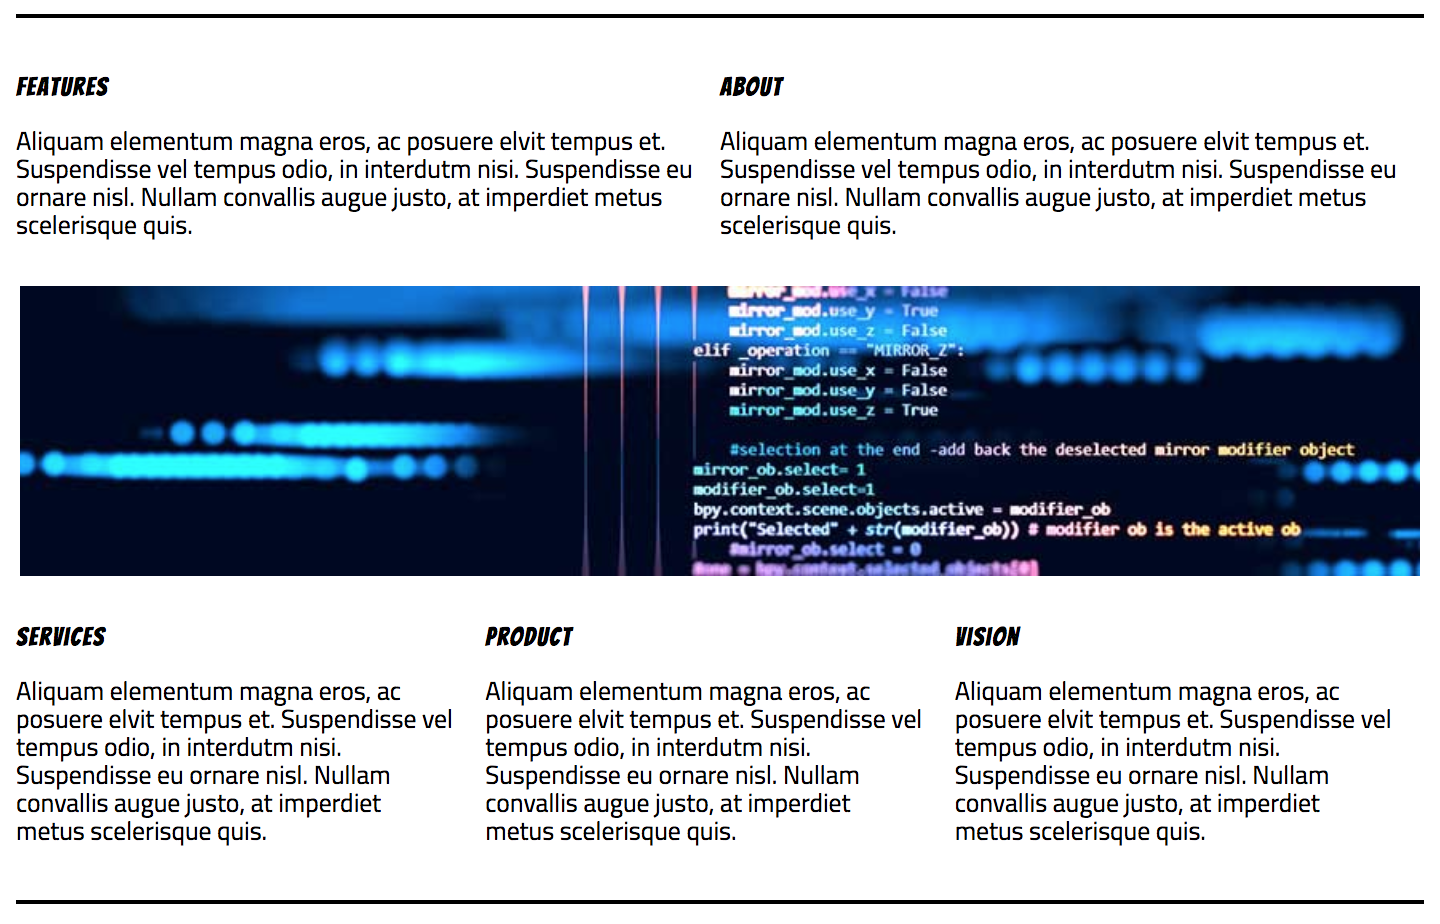 FEATURES
Aliquam elementum magna eros, ac posuere elvit tempus et.
Suspendisse vel tempus odio, in interdutm nisi. Suspendisse eu
ornare nisl. Nullam convallis augue justo, at imperdiet metus
scelerisque quis.
ABOUT
Aliquam elementum magna eros, ac posuere elvit tempus et.
Suspendisse vel tempus odio, in interdutm nisi. Suspendisse eu
ornare nisl. Nullam convallis augue justo, at imperdiet metus
scelerisque quis.
mirror_mod.use_x = False
mirror_mod.use_y = True
mirror_mod.use_z = False
elif _operation == "MIRROR_Z":
mirror_mod.use_x = False
mirror_mod.use_y = False
mirror_mod.use_z = True
#selection at the end -add back the deselected mirror modifier object
mirror_ob.select= 1
modifier_ob.select=1
bpy.context.scene.objects.active = modifier_ob
print("Selected" + str(modifier_ob)) # modifier ob is the active ob
#mirror_ob.select = 0
= bpy.context.selected_objects[0]
SERVICES
Aliquam elementum magna eros, ac
posuere elvit tempus et. Suspendisse vel
tempus odio, in interdutm nisi.
Suspendisse eu ornare nisl. Nullam
convallis augue justo, at imperdiet
metus scelerisque quis.
PRODUCT
Aliquam elementum magna eros, ac
posuere elvit tempus et. Suspendisse vel
tempus odio, in interdutm nisi.
Suspendisse eu ornare nisl. Nullam
convallis augue justo, at imperdiet
metus scelerisque quis.
VISION
Aliquam elementum magna eros, ac
posuere elvit tempus et. Suspendisse vel
tempus odio, in interdutm nisi.
Suspendisse eu ornare nisl. Nullam
convallis augue justo, at imperdiet
metus scelerisque quis.